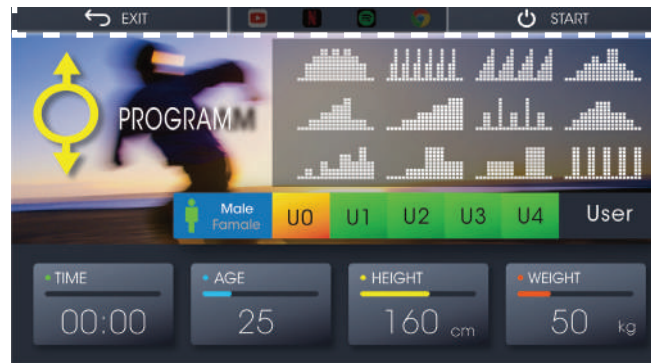 EXIT START
PROGRAM
Male
Famale
U0 U1 U2 U3 U4 User
TIME AGE HEIGHT WEIGHT
00:00 25 160 cm 50 kg